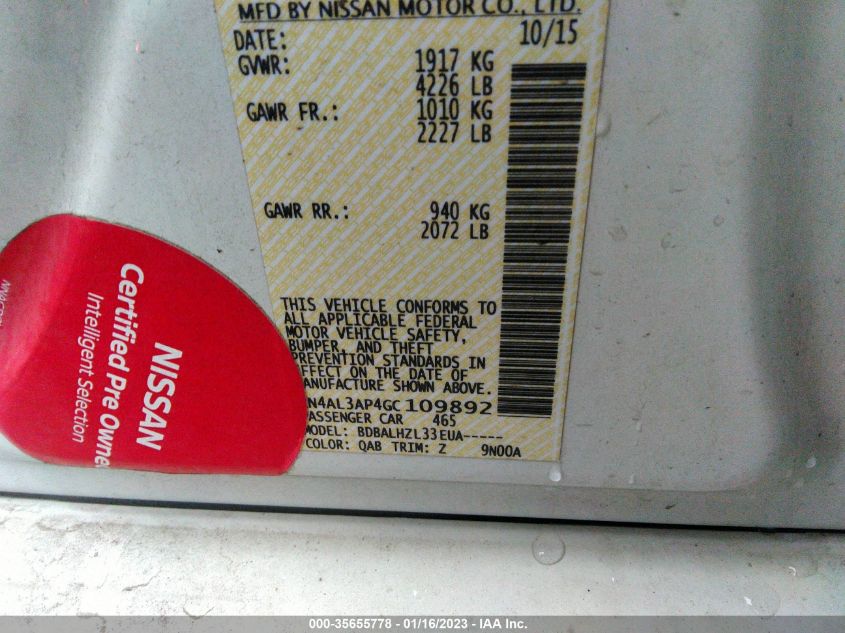 MFD BY NISSAN MOTOR CO., LTD.
DATE: 10/15
GVWR: 1917 KG
4226 LB
GAWR FR.: 1010 KG
2227 LB
GAWR RR.: 940 KG
2072 LB
THIS VEHICLE CONFORMS TO
ALL APPLICABLE FEDERAL
MOTOR VEHICLE SAFETY,
BUMPER, AND THEFT
PREVENTION STANDARDS IN
EFFECT ON THE DATE OF
MANUFACTURE SHOWN ABOVE.
N4AL3AP4GC109892
PASSENGER CAR 465
MODEL: BDBALHZL33EUA-----
COLOR: QAB TRIM: Z 9N00A
NISSAN
Certified Pre Owne
Intelligent Selection
000-35655778 - 01/16/2023 - IAA Inc.